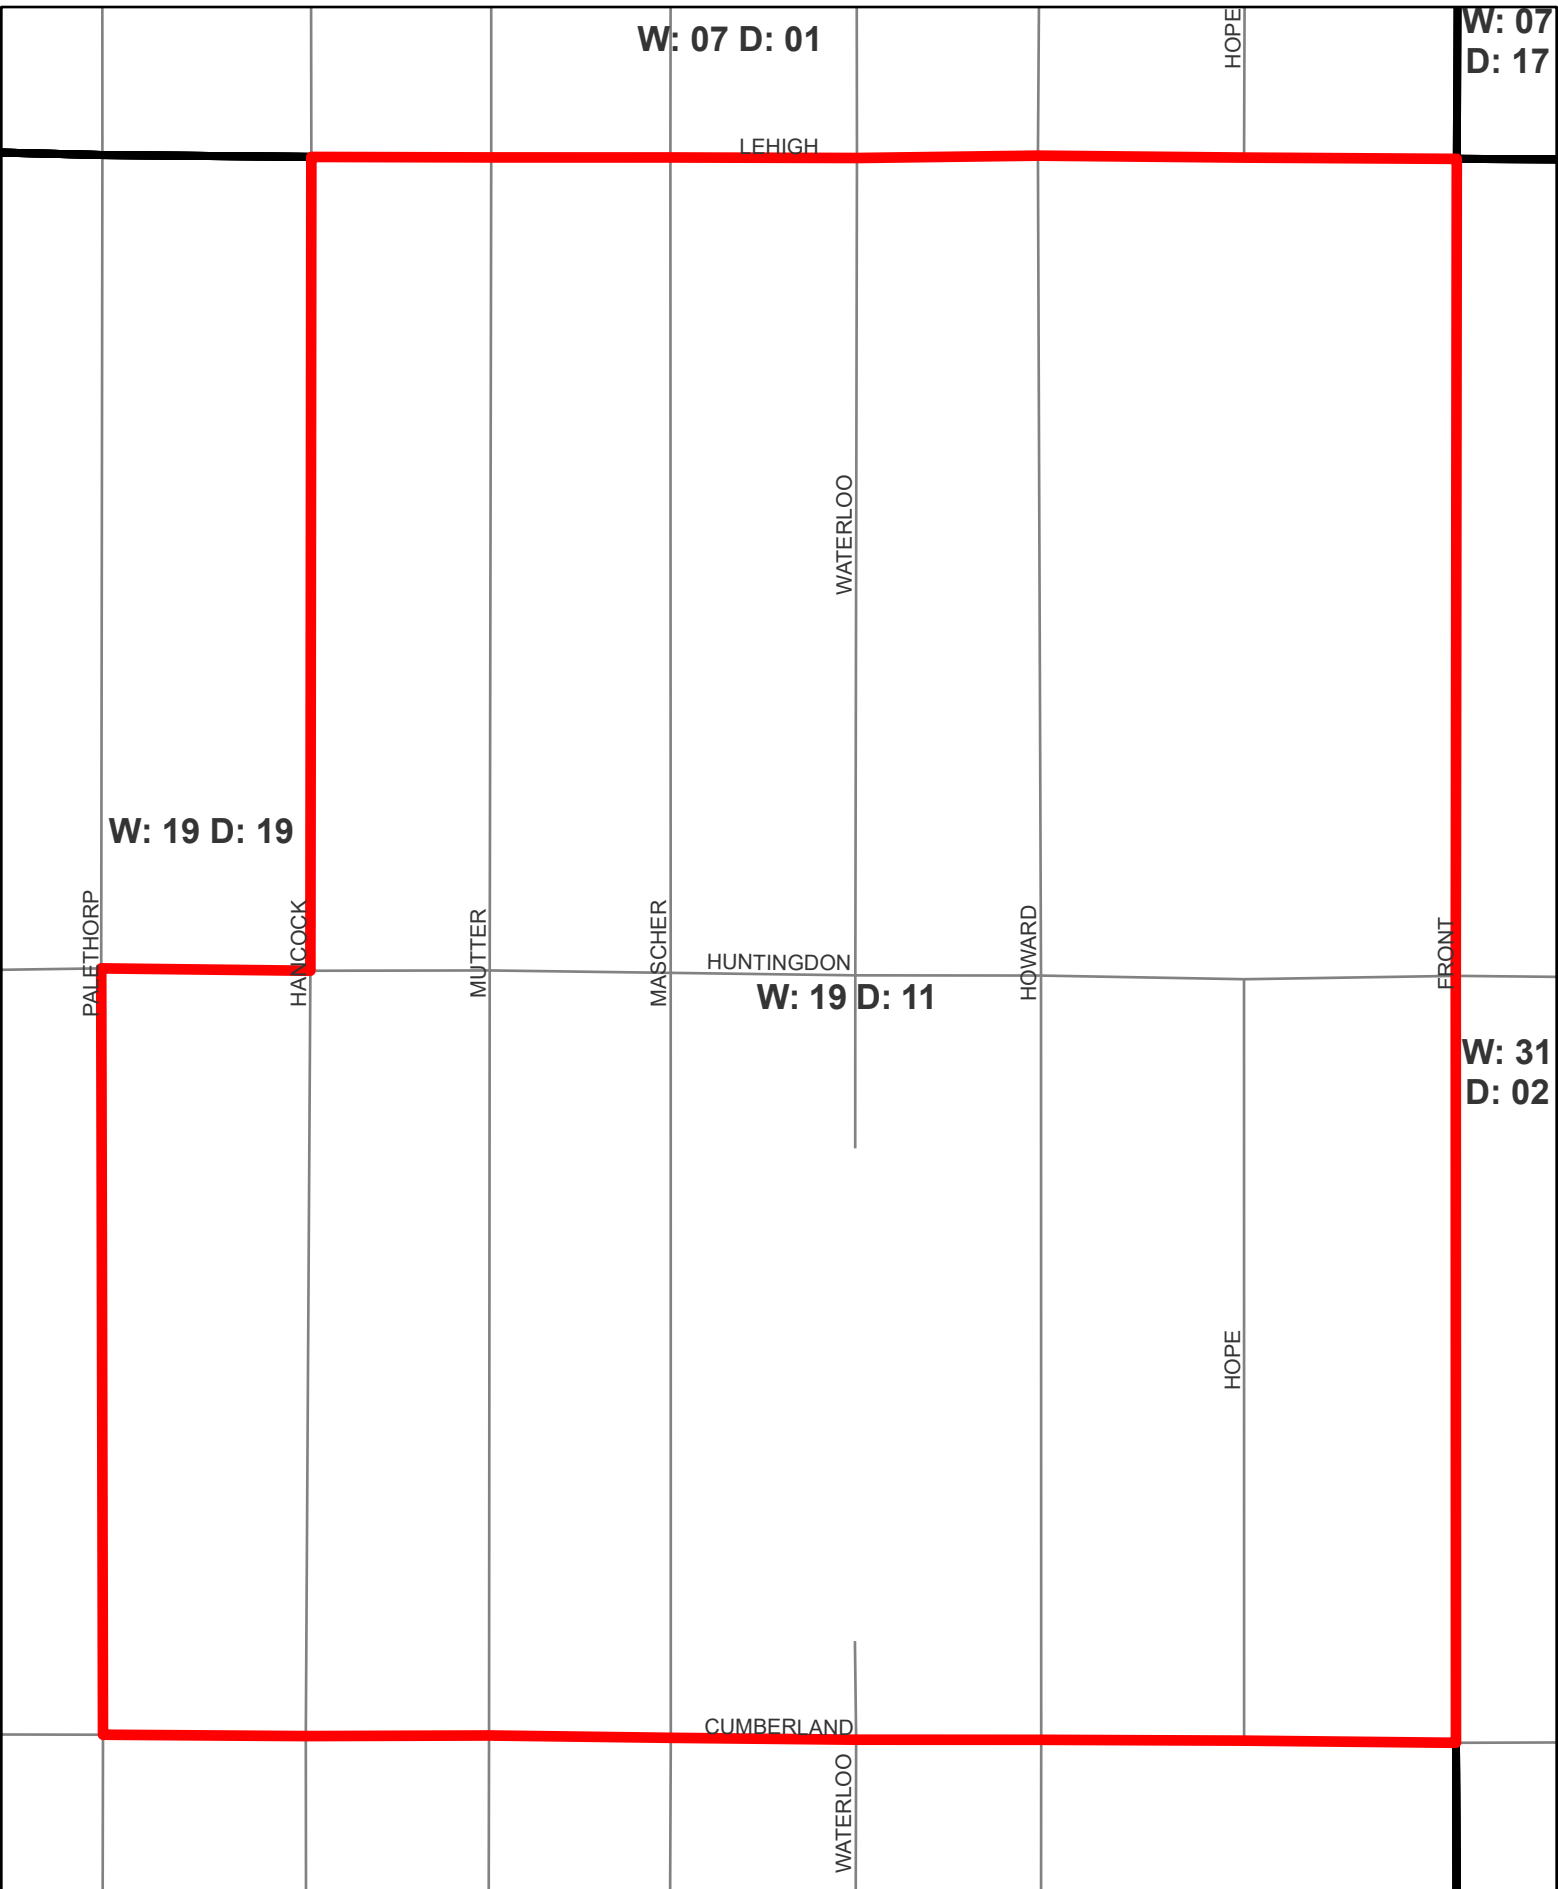 W: 07 D: 01
HOPE
W: 07
D: 17
LEHIGH
WATERLOO
W: 19 D: 19
PALETHORP
HANCOCK
MUTTER
MASCHER
HUNTINGDON
HOWARD
FRONT
W: 19 D: 11
W: 31
D: 02
HOPE
CUMBERLAND
WATERLOO